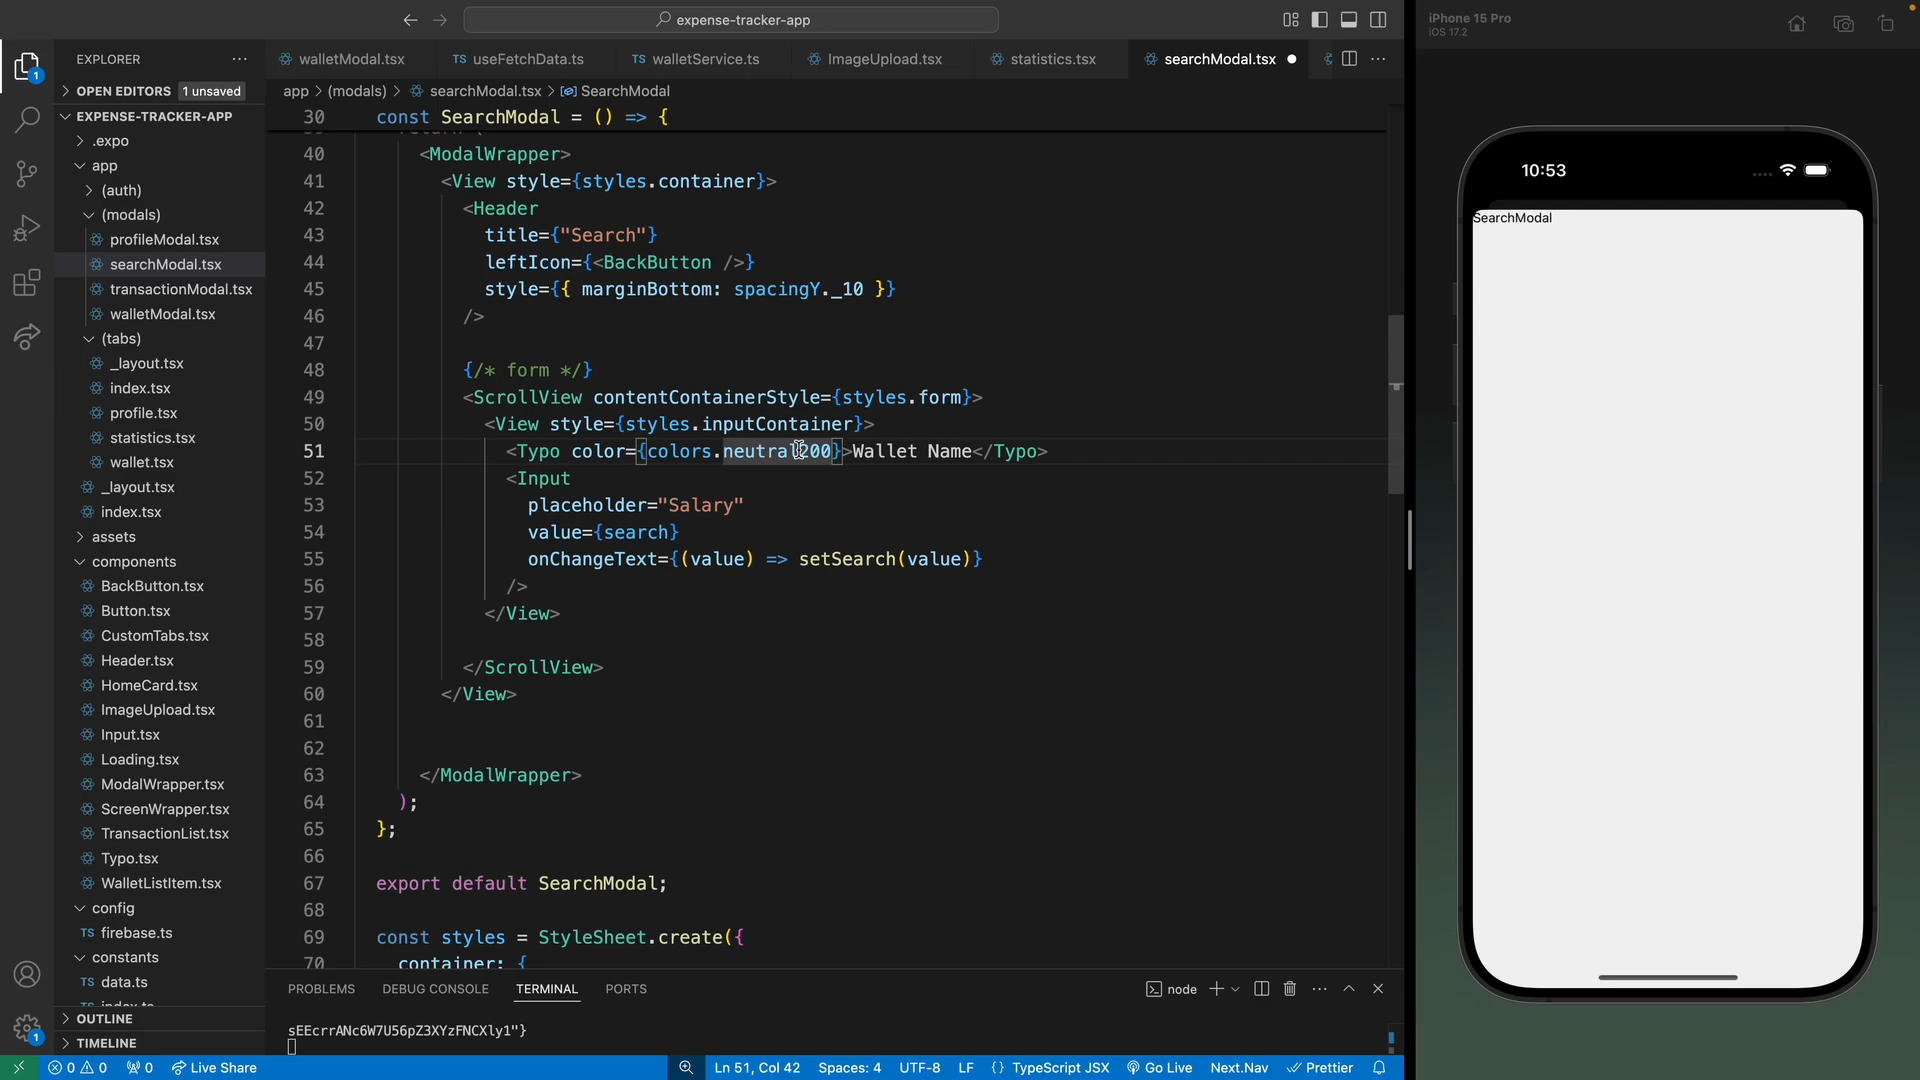 expense-tracker-app
iPhone 15 Pro
iOS 17.2
EXPLORER
walletModal.tsx
TS useFetchData.ts
TS walletService.ts
ImageUpload.tsx
statistics.tsx
searchModal.tsx
OPEN EDITORS 1 unsaved
app > (modals) > searchModal.tsx > SearchModal
EXPENSE-TRACKER-APP
.expo
app
(auth)
(modals)
profileModal.tsx
searchModal.tsx
transactionModal.tsx
walletModal.tsx
(tabs)
_layout.tsx
index.tsx
profile.tsx
statistics.tsx
wallet.tsx
_layout.tsx
index.tsx
assets
components
BackButton.tsx
Button.tsx
CustomTabs.tsx
Header.tsx
HomeCard.tsx
ImageUpload.tsx
Input.tsx
Loading.tsx
ModalWrapper.tsx
ScreenWrapper.tsx
TransactionList.tsx
Typo.tsx
WalletListItem.tsx
config
TS firebase.ts
constants
TS data.ts
TS index.ts
OUTLINE
TIMELINE
1
1
30 const SearchModal = () => {
39 return (
40 <ModalWrapper>
41 <View style={styles.container}>
42 <Header
43 title={"Search"}
44 leftIcon={<BackButton />}
45 style={{ marginBottom: spacingY._10 }}
46 />
47
48 {/* form */}
49 <ScrollView contentContainerStyle={styles.form}>
50 <View style={styles.inputContainer}>
51 <Typo color={colors.neutral200}>Wallet Name</Typo>
52 <Input
53 placeholder="Salary"
54 value={search}
55 onChangeText={(value) => setSearch(value)}
56 />
57 </View>
58
59 </ScrollView>
60 </View>
61
62
63 </ModalWrapper>
64 );
65 };
66
67 export default SearchModal;
68
69 const styles = StyleSheet.create({
70 container: {
PROBLEMS DEBUG CONSOLE TERMINAL PORTS
node
sEEcrrANc6W7U56pZ3XYzFNCXly1"}
0 0 0 Live Share
Ln 51, Col 42 Spaces: 4 UTF-8 LF {} TypeScript JSX Go Live Next.Nav Prettier
10:53
SearchModal